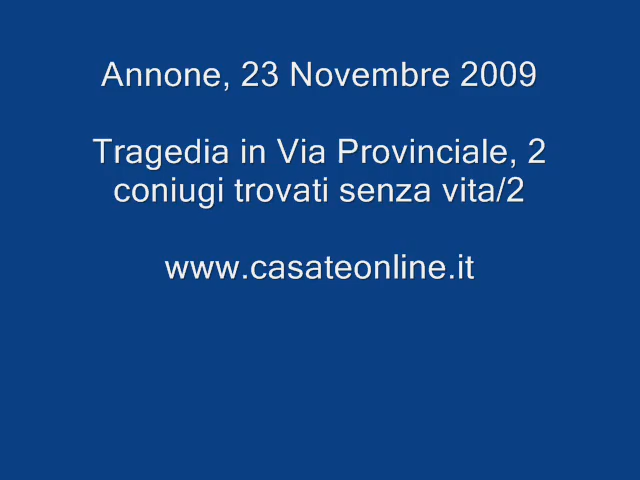 Annone, 23 Novembre 2009
Tragedia in Via Provinciale, 2
coniugi trovati senza vita/2
www.casateonline.it